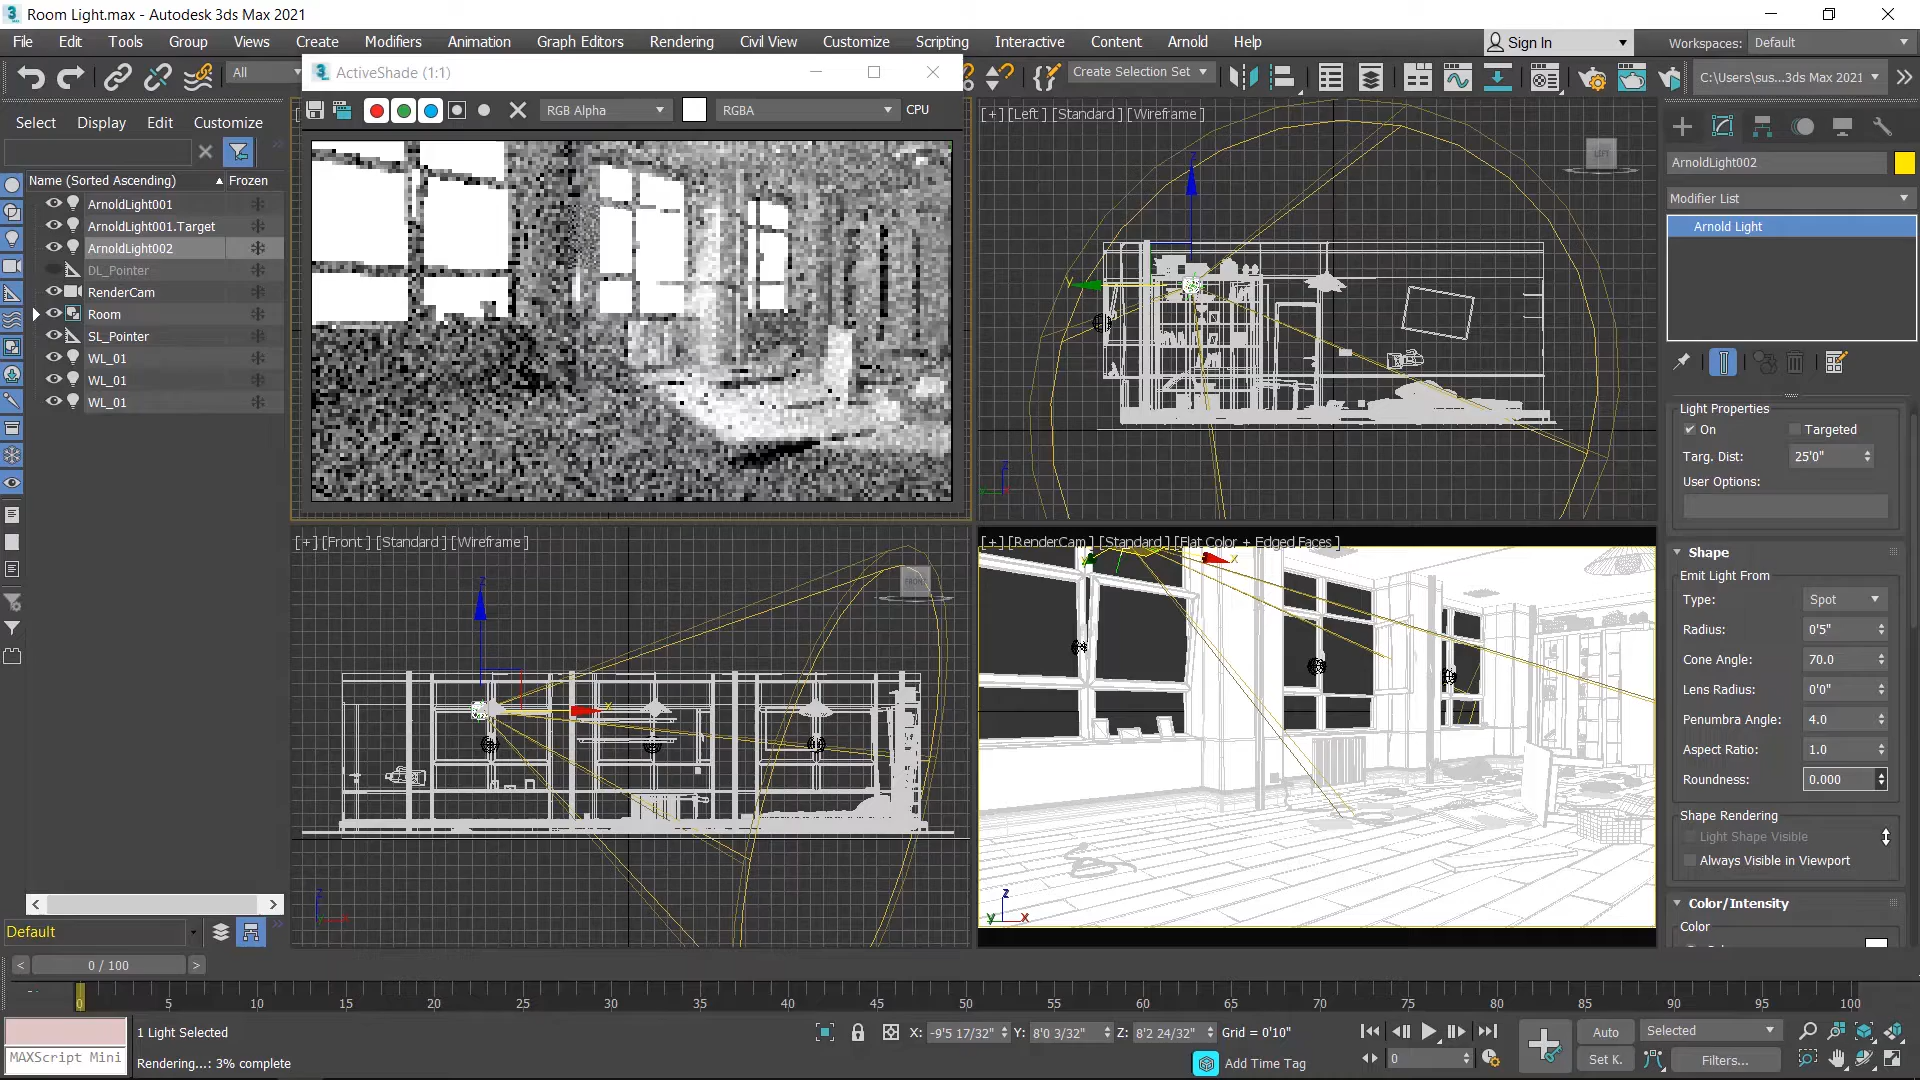 Room Light.max - Autodesk 3ds Max 2021
File Edit Tools Group Views Create Modifiers Animation Graph Editors Rendering Civil View Customize Scripting Interactive Content Arnold Help
Sign In
Workspaces: Default
All
ActiveShade (1:1)
Create Selection Set
C:\Users\sus...3ds Max 2021
Select Display Edit Customize
RGB Alpha
RGBA
CPU
Name (Sorted Ascending)
Frozen
ArnoldLight001
ArnoldLight001.Target
ArnoldLight002
DL_Pointer
RenderCam
Room
SL_Pointer
WL_01
WL_01
WL_01
Default
[+] [Left ] [Standard ] [Wireframe ]
LEFT
[+] [Front ] [Standard ] [Wireframe ]
FRONT
[+] [RenderCam ] [Standard ] [Flat Color + Edged Faces ]
z
y
z
x
x
z
y
x
ArnoldLight002
Modifier List
Arnold Light
Light Properties
On
Targeted
Targ. Dist: 25'0"
User Options:
Shape
Emit Light From
Type: Spot
Radius: 0'5"
Cone Angle: 70.0
Lens Radius: 0'0"
Penumbra Angle: 4.0
Aspect Ratio: 1.0
Roundness: 0.000
Shape Rendering
Light Shape Visible
Always Visible in Viewport
Color/Intensity
Color
< 0 / 100 >
0 5 10 15 20 25 30 35 40 45 50 55 60 65 70 75 80 85 90 95 100
1 Light Selected
X: -9'5 17/32" Y: 8'0 3/32" Z: 8'2 24/32" Grid = 0'10"
Auto
Selected
MAXScript Mini
Rendering...: 3% complete
Add Time Tag
0
Set K.
Filters...